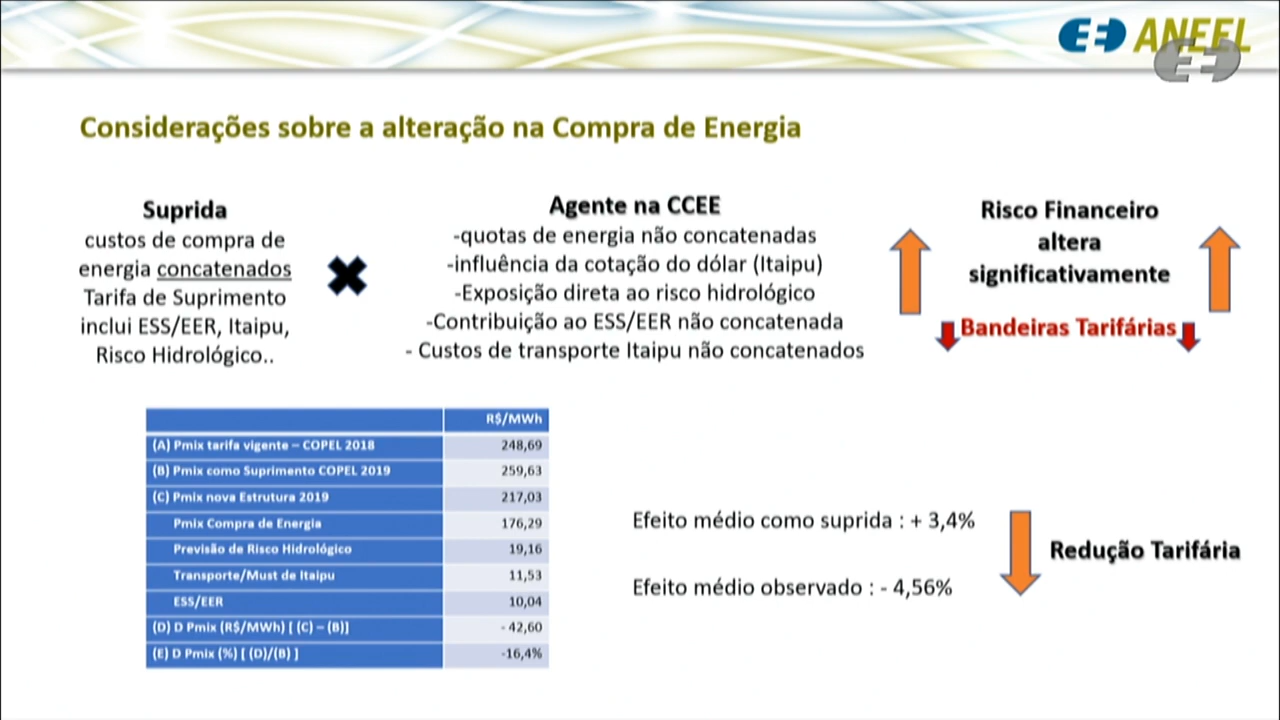 ANEEL
Considerações sobre a alteração na Compra de Energia
Suprida
custos de compra de
energia concatenados
Tarifa de Suprimento
inclui ESS/EER, Itaipu,
Risco Hidrológico..
Agente na CCEE
-quotas de energia não concatenadas
-influência da cotação do dólar (Itaipu)
-Exposição direta ao risco hidrológico
-Contribuição ao ESS/EER não concatenada
- Custos de transporte Itaipu não concatenados
Risco Financeiro
altera
significativamente
Bandeiras Tarifárias
R$/MWh
(A) Pmix tarifa vigente – COPEL 2018 248,69
(B) Pmix como Suprimento COPEL 2019 259,63
(C) Pmix nova Estrutura 2019 217,03
Pmix Compra de Energia 176,29
Previsão de Risco Hidrológico 19,16
Transporte/Must de Itaipu 11,53
ESS/EER 10,04
(D) D Pmix (R$/MWh) [ (C) – (B)] - 42,60
(E) D Pmix (%) [ (D)/(B) ] -16,4%
Efeito médio como suprida : + 3,4%
Efeito médio observado : - 4,56%
Redução Tarifária